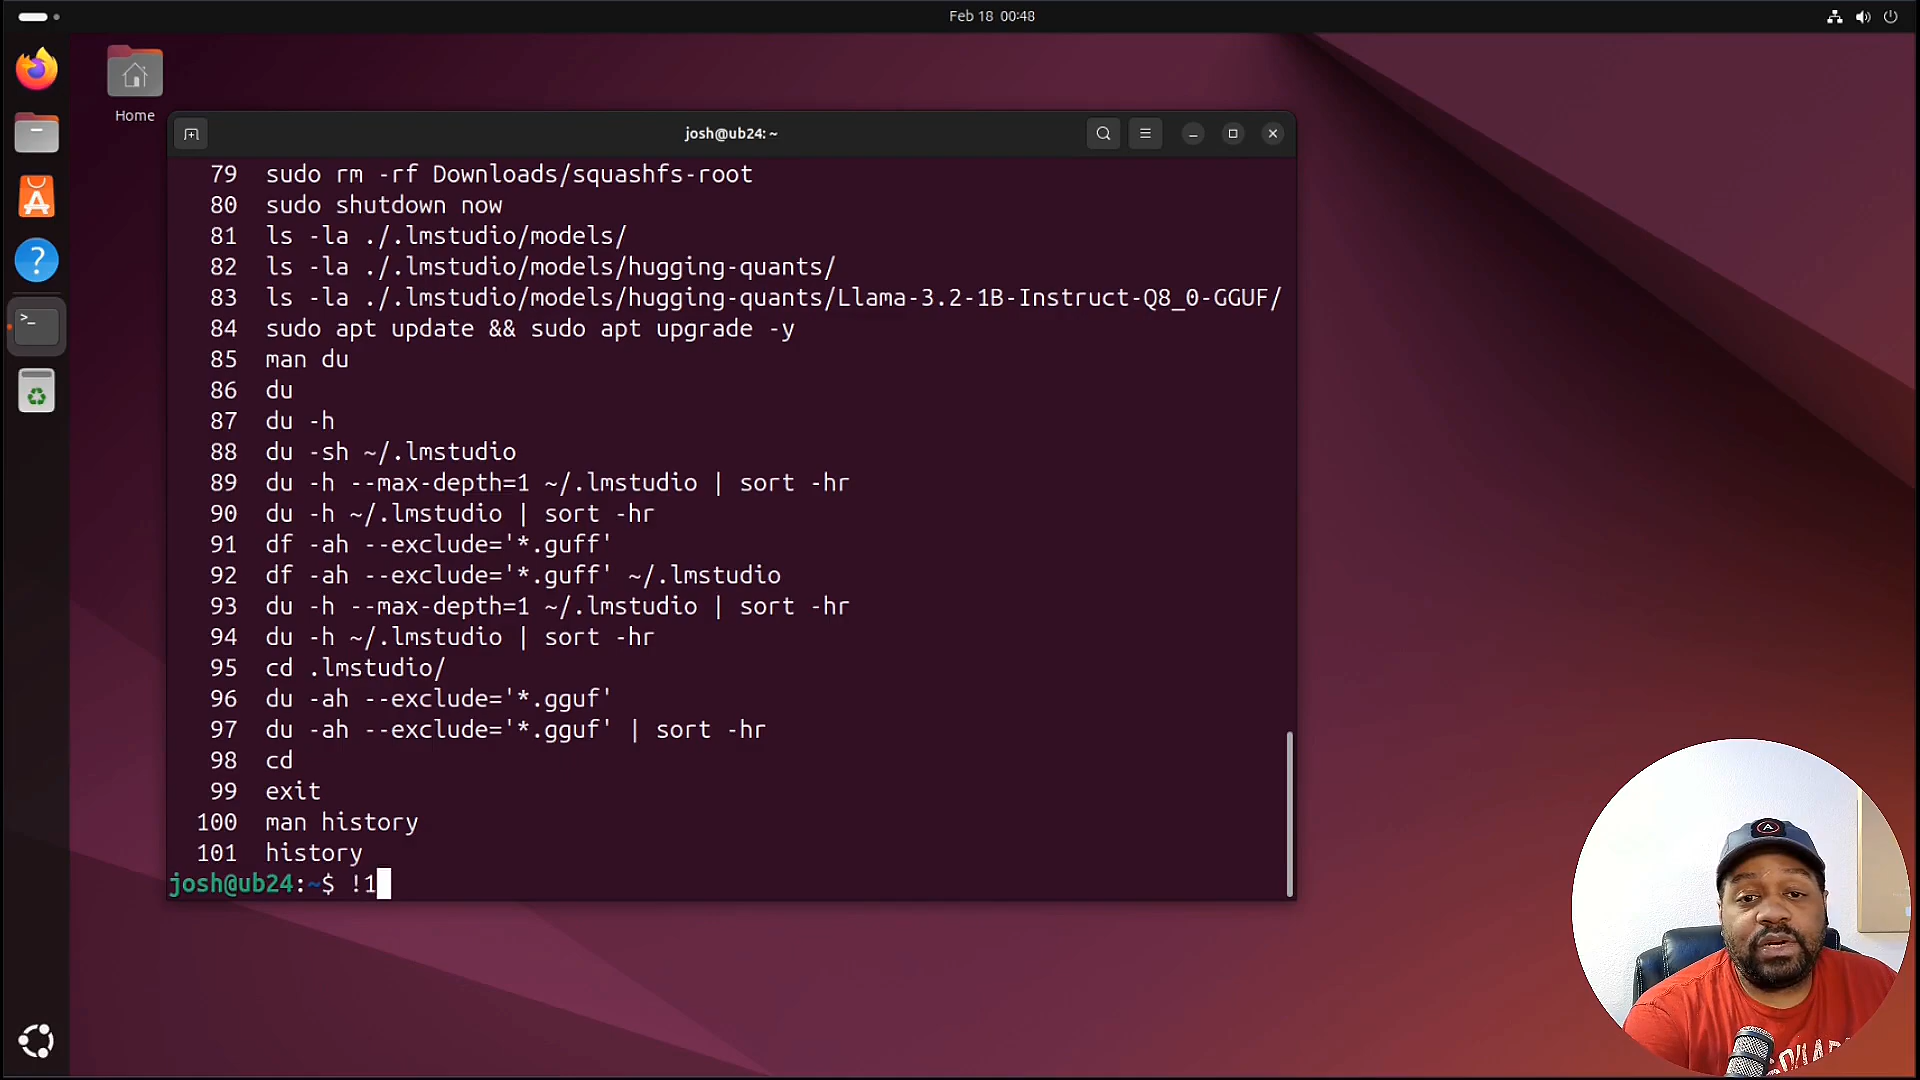 Feb 18 00:48
Home
josh@ub24: ~
79 sudo rm -rf Downloads/squashfs-root
80 sudo shutdown now
81 ls -la ./.lmstudio/models/
82 ls -la ./.lmstudio/models/hugging-quants/
83 ls -la ./.lmstudio/models/hugging-quants/Llama-3.2-1B-Instruct-Q8_0-GGUF/
84 sudo apt update && sudo apt upgrade -y
85 man du
86 du
87 du -h
88 du -sh ~/.lmstudio
89 du -h --max-depth=1 ~/.lmstudio | sort -hr
90 du -h ~/.lmstudio | sort -hr
91 df -ah --exclude='*.guff'
92 df -ah --exclude='*.guff' ~/.lmstudio
93 du -h --max-depth=1 ~/.lmstudio | sort -hr
94 du -h ~/.lmstudio | sort -hr
95 cd .lmstudio/
96 du -ah --exclude='*.gguf'
97 du -ah --exclude='*.gguf' | sort -hr
98 cd
99 exit
100 man history
101 history
josh@ub24:~$ !1